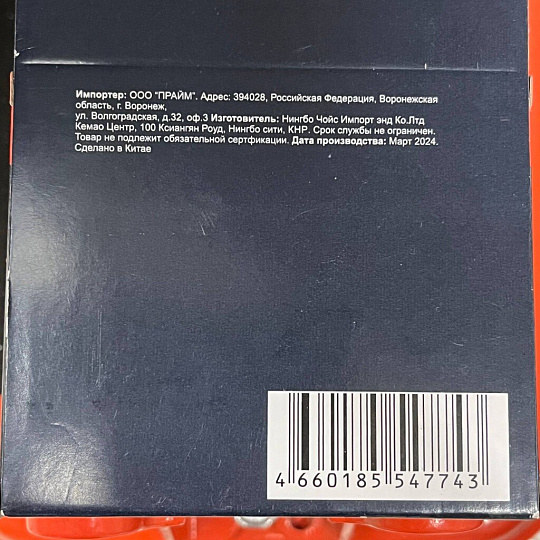 Импортер: ООО "ПРАЙМ". Адрес: 394028, Российская Федерация, Воронежская
область, г. Воронеж,
ул. Волгоградская, д.32, оф.3 Изготовитель: Нингбо Чойс Импорт энд Ко.Лтд
Кемао Центр, 100 Ксиангян Роуд, Нингбо сити, КНР. Срок службы не ограничен.
Товар не подлежит обязательной сертфикации. Дата производства: Март 2024.
Сделано в Китае
4 660185 547743